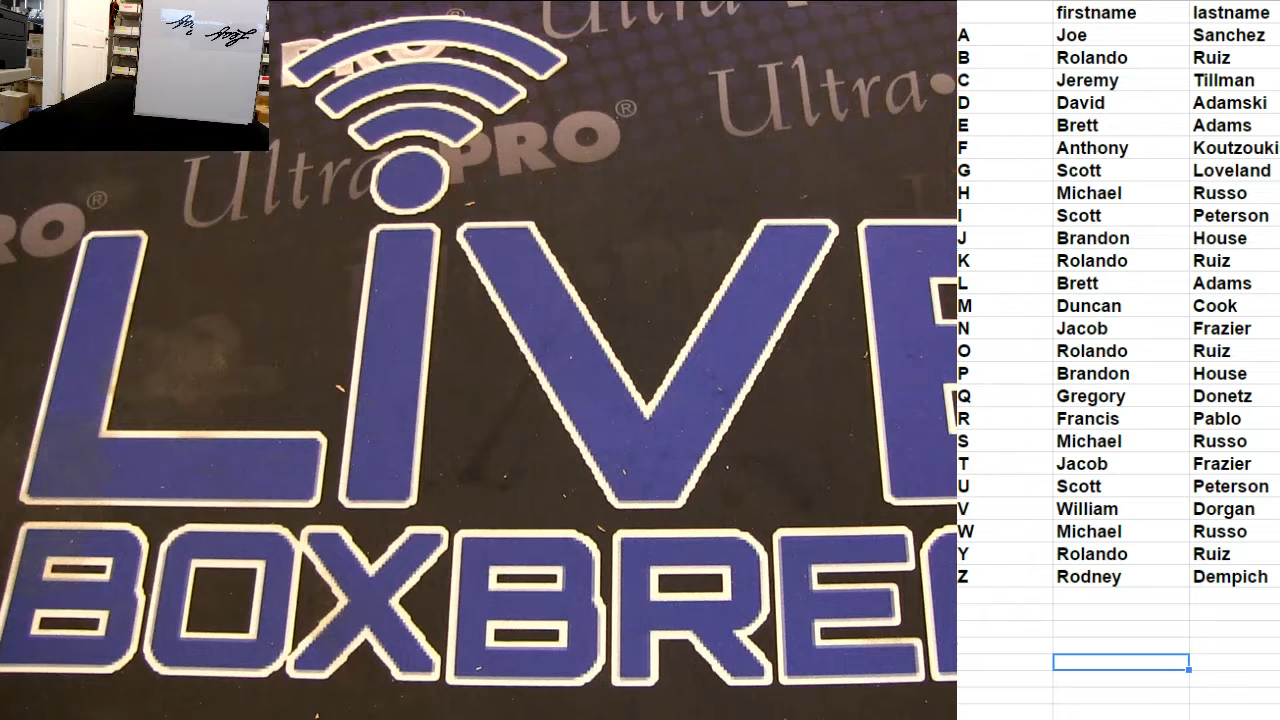 PRO ®
Ultra
Ultra PRO ®
Ultra
RO ®
LIVE
BOXBREA
firstname lastname
A Joe Sanchez
B Rolando Ruiz
C Jeremy Tillman
D David Adamski
E Brett Adams
F Anthony Koutzouki
G Scott Loveland
H Michael Russo
I Scott Peterson
J Brandon House
K Rolando Ruiz
L Brett Adams
M Duncan Cook
N Jacob Frazier
O Rolando Ruiz
P Brandon House
Q Gregory Donetz
R Francis Pablo
S Michael Russo
T Jacob Frazier
U Scott Peterson
V William Dorgan
W Michael Russo
Y Rolando Ruiz
Z Rodney Dempich